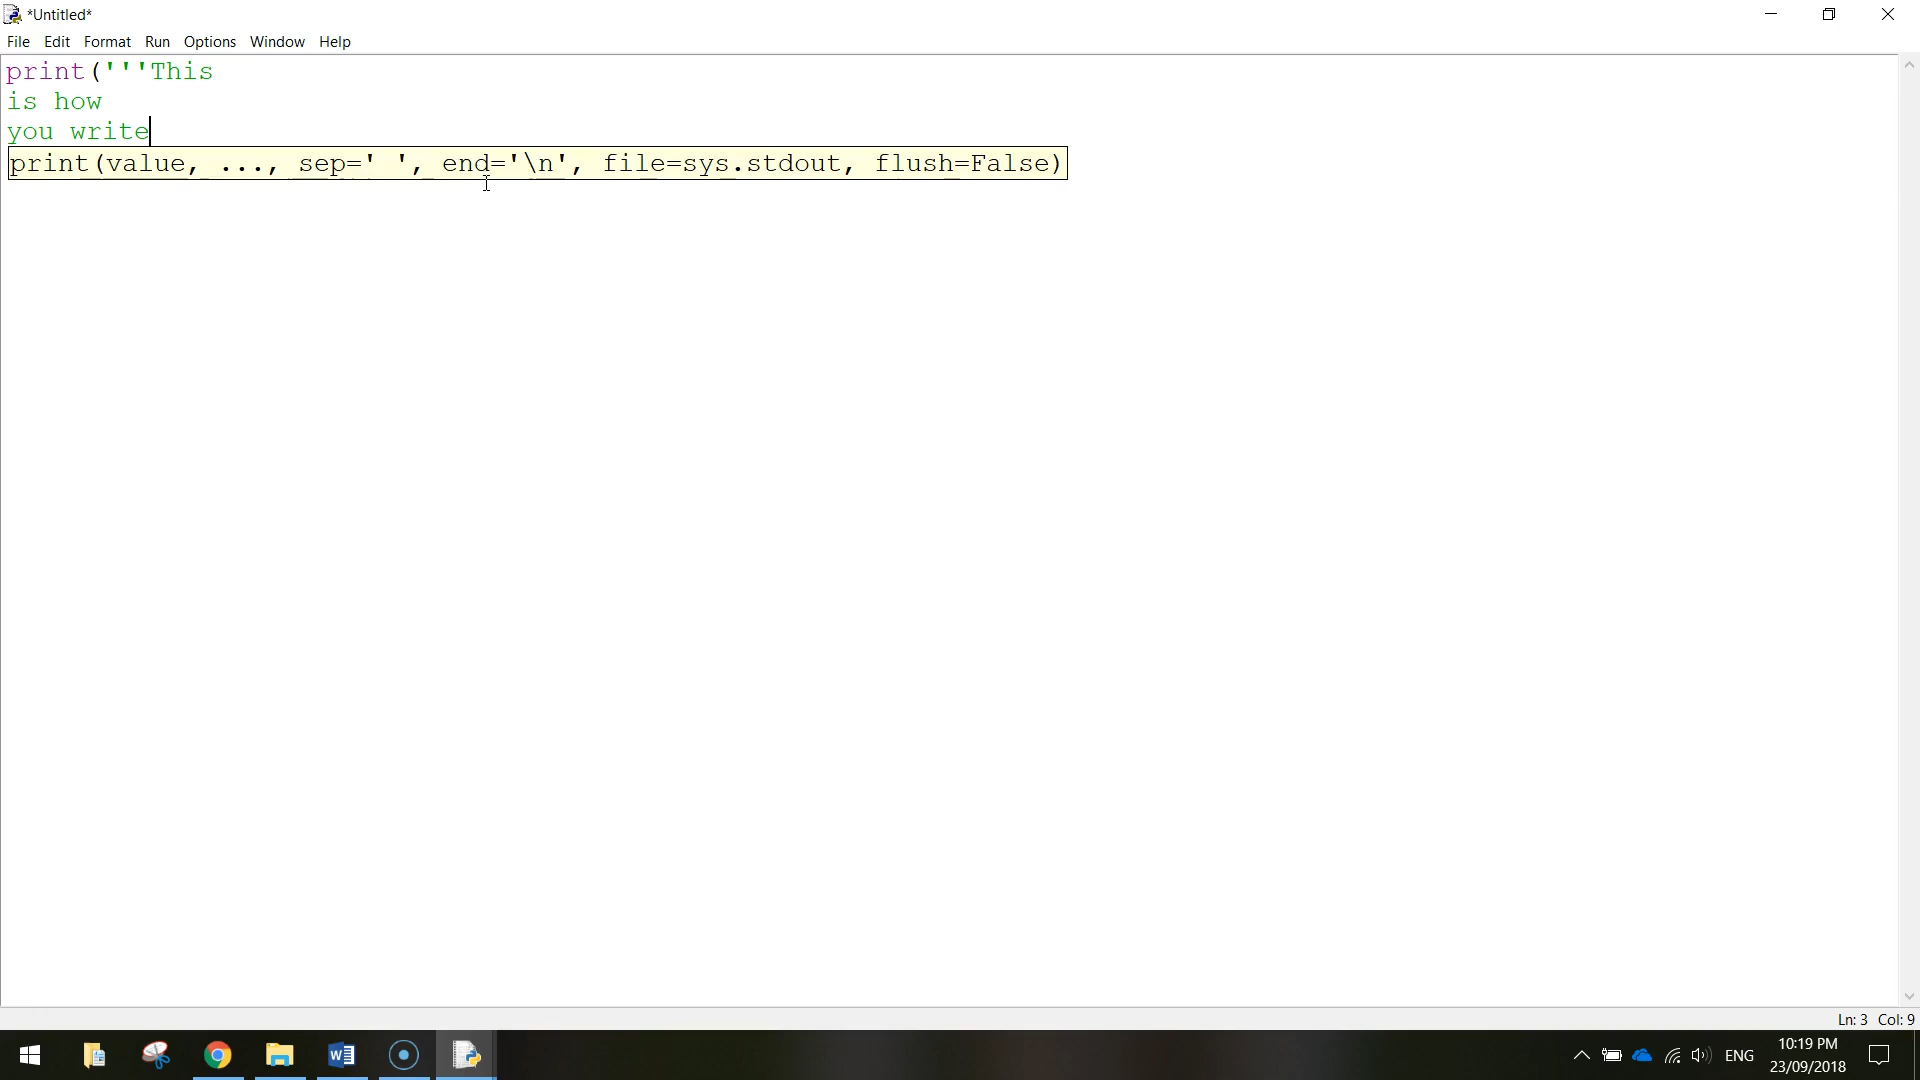 *Untitled*
File Edit Format Run Options Window Help
print('''This
is how
you write
print(value, ..., sep=' ', end='\n', file=sys.stdout, flush=False)
Ln: 3 Col: 9
ENG
10:19 PM
23/09/2018